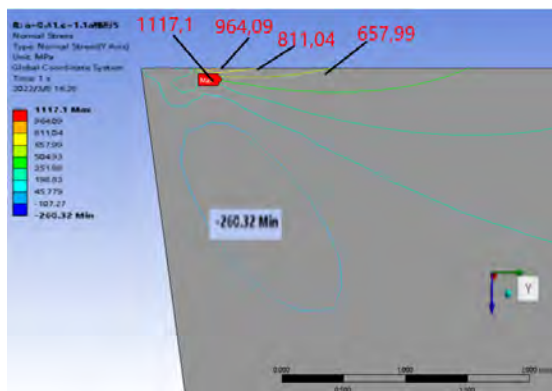 Normal Stress
Type: Normal Stress(Y Axis)
Unit: MPa
Global Coordinate System
Time: 1 s
1117.1 Max
964.09
811.04
657.99
504.93
351.88
198.83
45.779
-107.27
-260.32 Min
1117,1
964,09
811,04
657.99
Max
-260.32 Min
Y
0.000
1.000
0.500